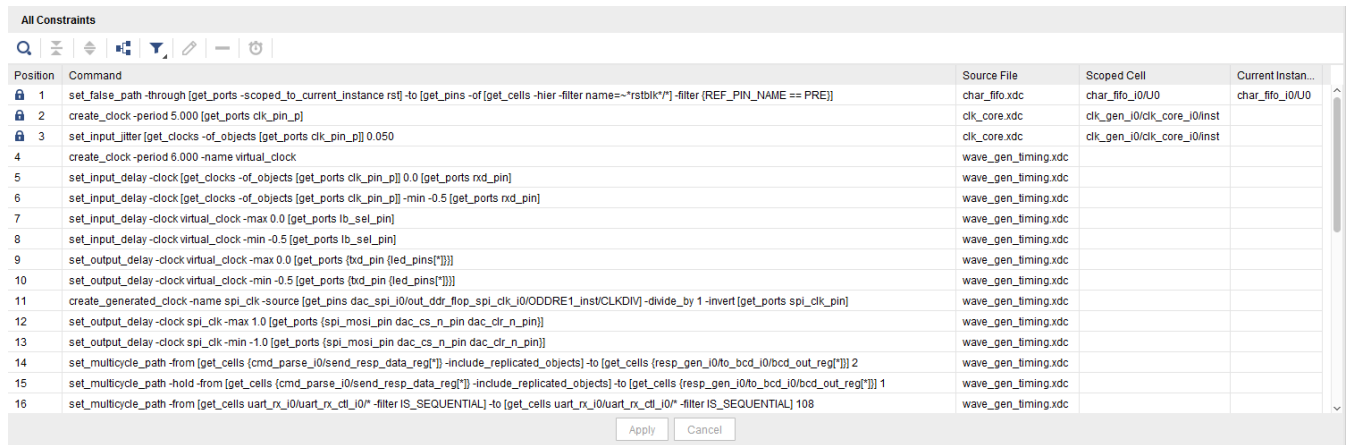 All Constraints
Position Command Source File Scoped Cell Current Instan...
1 set_false_path -through [get_ports -scoped_to_current_instance rst] -to [get_pins -of [get_cells -hier -filter name=~*rstblk*/*] -filter {REF_PIN_NAME == PRE}] char_fifo.xdc char_fifo_i0/U0 char_fifo_i0/U0
2 create_clock -period 5.000 [get_ports clk_pin_p] clk_core.xdc clk_gen_i0/clk_core_i0/inst
3 set_input_jitter [get_clocks -of_objects [get_ports clk_pin_p]] 0.050 clk_core.xdc clk_gen_i0/clk_core_i0/inst
4 create_clock -period 6.000 -name virtual_clock wave_gen_timing.xdc
5 set_input_delay -clock [get_clocks -of_objects [get_ports clk_pin_p]] 0.0 [get_ports rxd_pin] wave_gen_timing.xdc
6 set_input_delay -clock [get_clocks -of_objects [get_ports clk_pin_p]] -min -0.5 [get_ports rxd_pin] wave_gen_timing.xdc
7 set_input_delay -clock virtual_clock -max 0.0 [get_ports lb_sel_pin] wave_gen_timing.xdc
8 set_input_delay -clock virtual_clock -min -0.5 [get_ports lb_sel_pin] wave_gen_timing.xdc
9 set_output_delay -clock virtual_clock -max 0.0 [get_ports {txd_pin {led_pins[*]}}] wave_gen_timing.xdc
10 set_output_delay -clock virtual_clock -min -0.5 [get_ports {txd_pin {led_pins[*]}}] wave_gen_timing.xdc
11 create_generated_clock -name spi_clk -source [get_pins dac_spi_i0/out_ddr_flop_spi_clk_i0/ODDRE1_inst/CLKDIV] -divide_by 1 -invert [get_ports spi_clk_pin] wave_gen_timing.xdc
12 set_output_delay -clock spi_clk -max 1.0 [get_ports {spi_mosi_pin dac_cs_n_pin dac_clr_n_pin}] wave_gen_timing.xdc
13 set_output_delay -clock spi_clk -min -1.0 [get_ports {spi_mosi_pin dac_cs_n_pin dac_clr_n_pin}] wave_gen_timing.xdc
14 set_multicycle_path -from [get_cells {cmd_parse_i0/send_resp_data_reg[*]} -include_replicated_objects] -to [get_cells {resp_gen_i0/to_bcd_i0/bcd_out_reg[*]}] 2 wave_gen_timing.xdc
15 set_multicycle_path -hold -from [get_cells {cmd_parse_i0/send_resp_data_reg[*]} -include_replicated_objects] -to [get_cells {resp_gen_i0/to_bcd_i0/bcd_out_reg[*]}] 1 wave_gen_timing.xdc
16 set_multicycle_path -from [get_cells uart_rx_i0/uart_rx_ctl_i0/* -filter IS_SEQUENTIAL] -to [get_cells uart_rx_i0/uart_rx_ctl_i0/* -filter IS_SEQUENTIAL] 108 wave_gen_timing.xdc
Apply Cancel